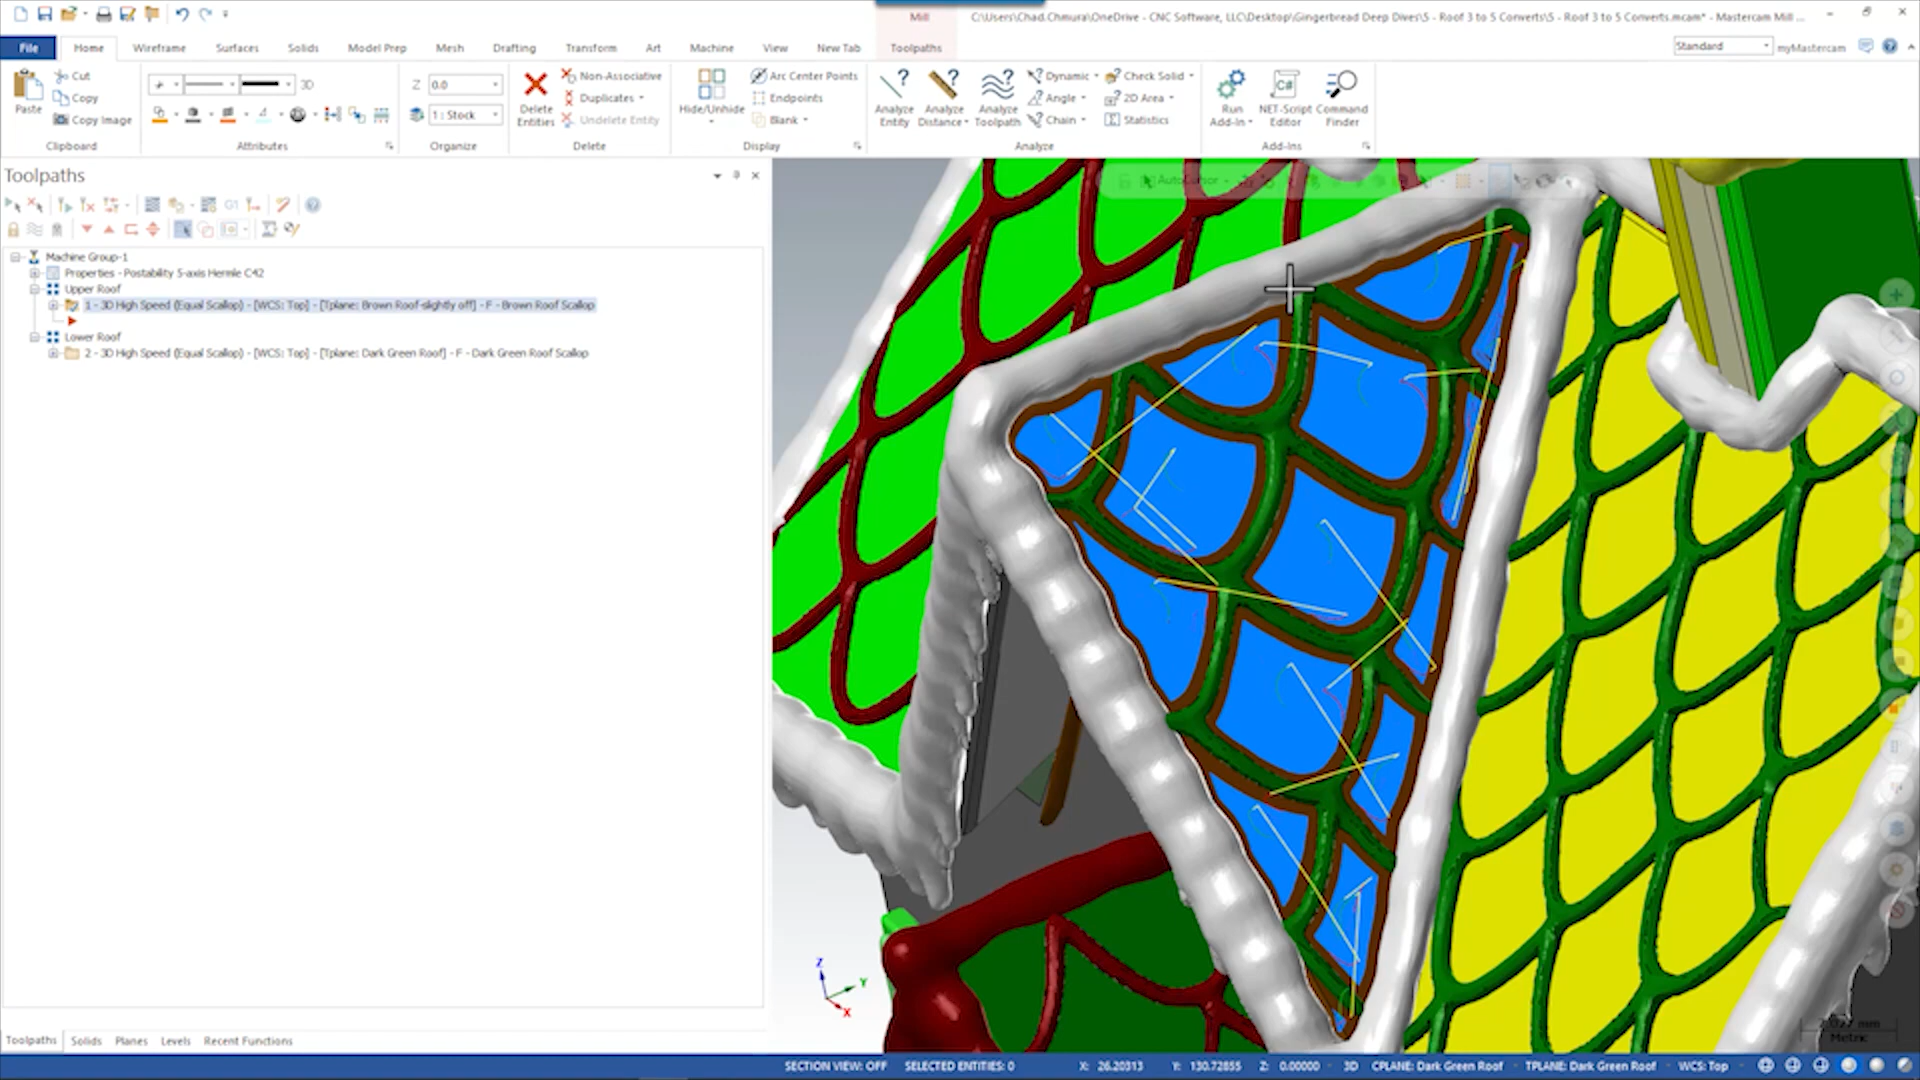 Mill
C:\Users\Chad.Chmura\OneDrive - CNC Software, LLC\Desktop\Gingerbread Deep Dives\5 - Roof 3 to 5 Converts\5 - Roof 3 to 5 Converts.mcam* - Mastercam Mill ...
File Home Wireframe Surfaces Solids Model Prep Mesh Drafting Transform Art Machine View New Tab Toolpaths
Standard myMastercam
Paste
Cut
Copy
Copy Image
Clipboard
3D
Attributes
Z 0.0
1 : Stock
Organize
Delete Entities
Non-Associative
Duplicates
Undelete Entity
Delete
Hide/Unhide
Arc Center Points
Endpoints
Blank
Display
Analyze Entity
Analyze Distance
Analyze Toolpath
Dynamic
Angle
Chain
Check Solid
2D Area
Statistics
Analyze
Run Add-In
C#
NET-Script Editor
Command Finder
Add-Ins
Toolpaths
G1
AutoCursor
Machine Group-1
Properties - Postability 5-axis Hermle C42
Upper Roof
1 - 3D High Speed (Equal Scallop) - [WCS: Top] - [Tplane: Brown Roof-slightly off] - F - Brown Roof Scallop
Lower Roof
2 - 3D High Speed (Equal Scallop) - [WCS: Top] - [Tplane: Dark Green Roof] - F - Dark Green Roof Scallop
Z
Y
X
Metric
Toolpaths Solids Planes Levels Recent Functions
SECTION VIEW: OFF SELECTED ENTITIES: 0 X: 26.20313 Y: 130.72855 Z: 0.00000 3D CPLANE: Dark Green Roof TPLANE: Dark Green Roof WCS: Top